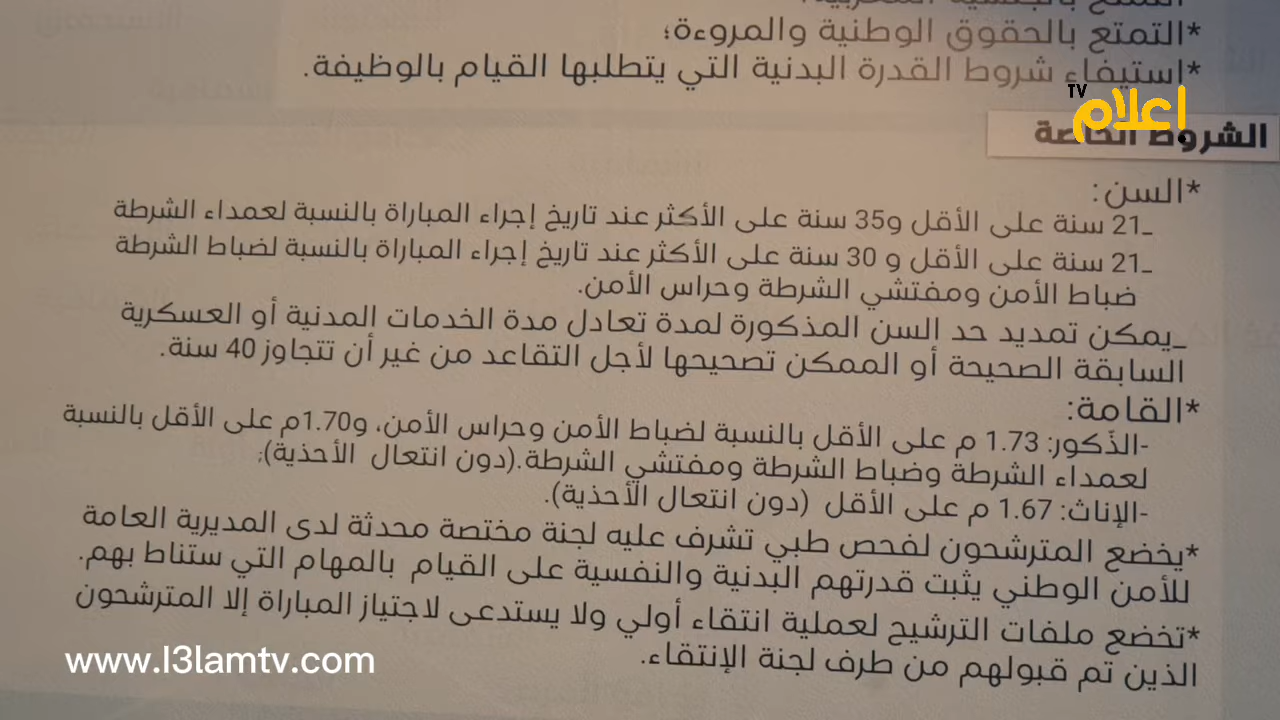 *التمتع بالحقوق الوطنية والمروءة؛
*إستيفاء شروط القدرة البدنية التي يتطلبها القيام بالوظيفة.
TV
إعلام
الشروط الخاصة
*السن:
_21 سنة على الأقل و35 سنة على الأكثر عند تاريخ إجراء المباراة بالنسبة لعمداء الشرطة
_21 سنة على الأقل و 30 سنة على الأكثر عند تاريخ إجراء المباراة بالنسبة لضباط الشرطة
ضباط الأمن ومفتشي الشرطة وحراس الأمن.
_يمكن تمديد حد السن المذكورة لمدة تعادل مدة الخدمات المدنية أو العسكرية
السابقة الصحيحة أو الممكن تصحيحها لأجل التقاعد من غير أن تتجاوز 40 سنة.
*القامة:
-الذكور: 1.73 م على الأقل بالنسبة لضباط الأمن وحراس الأمن، و1.70م على الأقل بالنسبة
لعمداء الشرطة وضباط الشرطة ومفتشي الشرطة.(دون انتعال الأحذية)؛
-الإناث: 1.67 م على الأقل (دون انتعال الأحذية).
*يخضع المترشحون لفحص طبي تشرف عليه لجنة مختصة محدثة لدى المديرية العامة
للأمن الوطني يثبت قدرتهم البدنية والنفسية على القيام بالمهام التي ستناط بهم.
*تخضع ملفات الترشيح لعملية انتقاء أولي ولا يستدعى لاجتياز المباراة إلا المترشحون
الذين تم قبولهم من طرف لجنة الإنتقاء.
www.l3lamtv.com